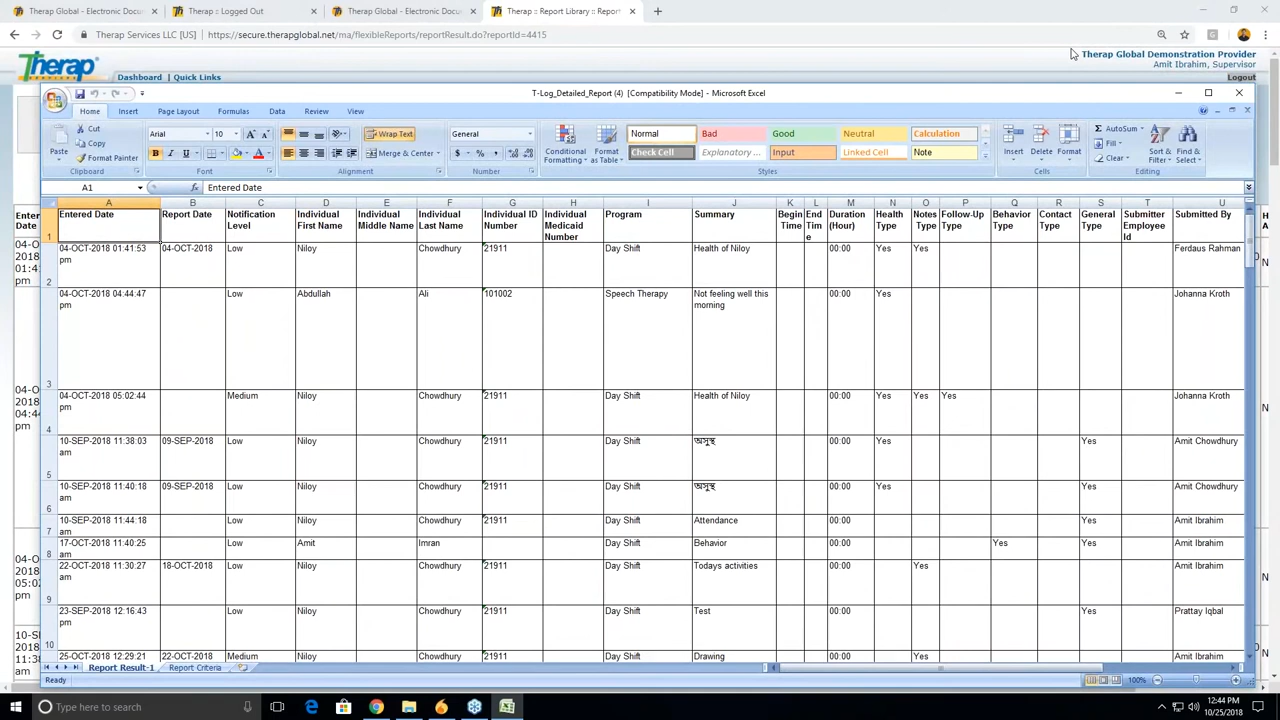 Therap Global - Electronic Docu
Therap :: Logged Out
Therap Global - Electronic Docu
Therap :: Report Library :: Report
Therap Services LLC [US] | https://secure.therapglobal.net/ma/flexibleReports/reportResult.do?reportId=4415
Therap Global Demonstration Provider
Amit Ibrahim, Supervisor
Therap
Dashboard | Quick Links
Logout
T-Log_Detailed_Report (4) [Compatibility Mode] - Microsoft Excel
Home Insert Page Layout Formulas Data Review View
Paste Cut Copy Format Painter Clipboard
Arial 10 Font
Wrap Text Merge & Center Alignment
General Number
Conditional Formatting Format as Table
Normal Bad Good Neutral Calculation
Check Cell Explanatory ... Input Linked Cell Note
Styles
Insert Delete Format Cells
AutoSum Fill Clear Sort & Filter Find & Select Editing
A1 fx Entered Date
A B C D E F G H I J K L M N O P Q R S T U
1 Entered Date Report Date Notification Level Individual First Name Individual Middle Name Individual Last Name Individual ID Number Individual Medicaid Number Program Summary Begin Time End Time Duration (Hour) Health Type Notes Type Follow-Up Type Behavior Type Contact Type General Type Submitter Employee Id Submitted By
2 04-OCT-2018 01:41:53 pm 04-OCT-2018 Low Niloy Chowdhury 21911 Day Shift Health of Niloy 00:00 Yes Yes Ferdaus Rahman
3 04-OCT-2018 04:44:47 pm Low Abdullah Ali 101002 Speech Therapy Not feeling well this morning 00:00 Yes Johanna Kroth
4 04-OCT-2018 05:02:44 pm Medium Niloy Chowdhury 21911 Day Shift Health of Niloy 00:00 Yes Yes Yes Johanna Kroth
5 10-SEP-2018 11:38:03 am 09-SEP-2018 Low Niloy Chowdhury 21911 Day Shift অসুস্থ 00:00 Yes Yes Amit Chowdhury
6 10-SEP-2018 11:40:18 am 09-SEP-2018 Low Niloy Chowdhury 21911 Day Shift অসুস্থ 00:00 Yes Yes Amit Chowdhury
7 10-SEP-2018 11:44:18 am Low Niloy Chowdhury 21911 Day Shift Attendance 00:00 Yes Amit Ibrahim
8 17-OCT-2018 11:40:25 am Low Amit Imran 21911 Day Shift Behavior 00:00 Yes Yes Amit Ibrahim
9 22-OCT-2018 11:30:27 am 18-OCT-2018 Low Niloy Chowdhury 21911 Day Shift Todays activities 00:00 Yes Amit Ibrahim
10 23-SEP-2018 12:16:43 pm Low Niloy Chowdhury 21911 Day Shift Test 00:00 Yes Prattay Iqbal
25-OCT-2018 12:29:21 22-OCT-2018 Medium Niloy Chowdhury 21911 Day Shift Drawing 00:00 Yes Amit Ibrahim
Report Result-1 Report Criteria
Ready
100%
Type here to search
12:44 PM
10/25/2018